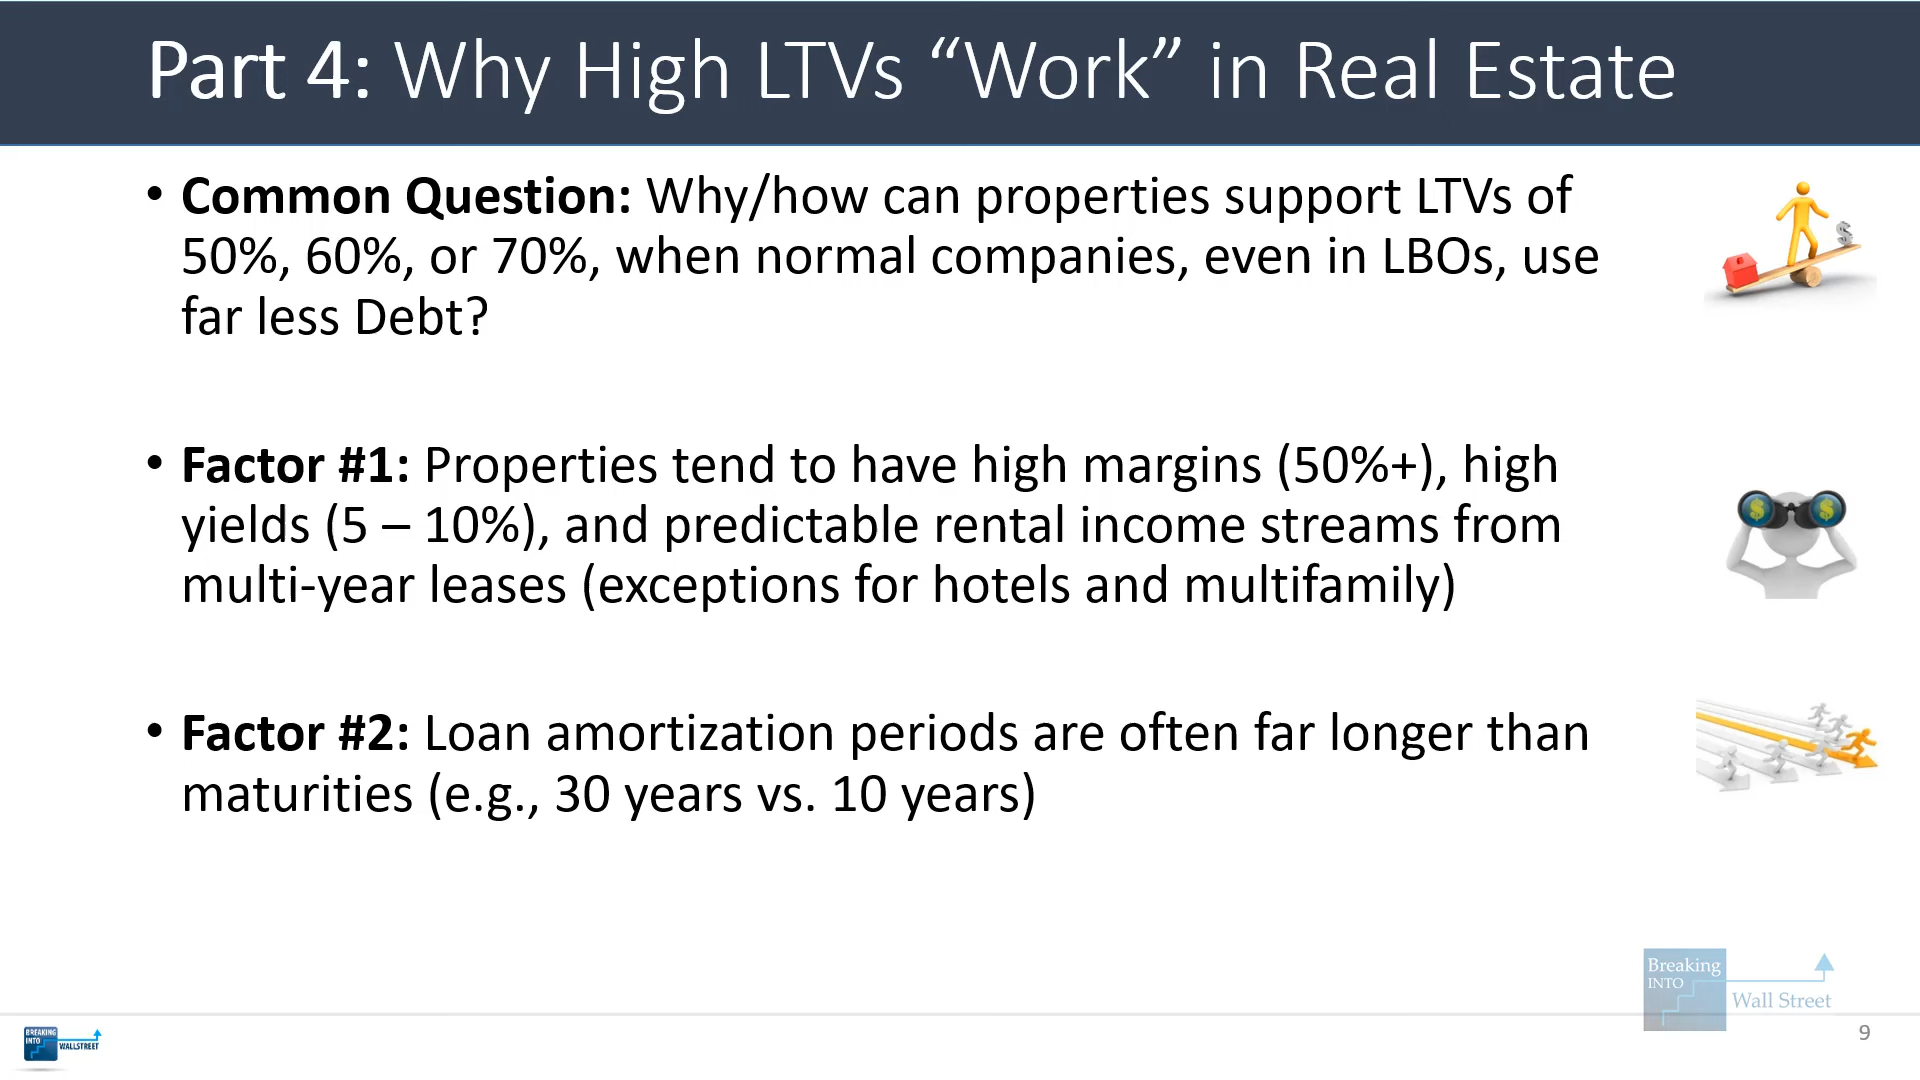 Part 4: Why High LTVs “Work” in Real Estate
• Common Question: Why/how can properties support LTVs of
50%, 60%, or 70%, when normal companies, even in LBOs, use
far less Debt?
• Factor #1: Properties tend to have high margins (50%+), high
yields (5 – 10%), and predictable rental income streams from
multi-year leases (exceptions for hotels and multifamily)
• Factor #2: Loan amortization periods are often far longer than
maturities (e.g., 30 years vs. 10 years)
$
$ $
Breaking
INTO
Wall Street
BREAKING
INTO
WALLSTREET
9